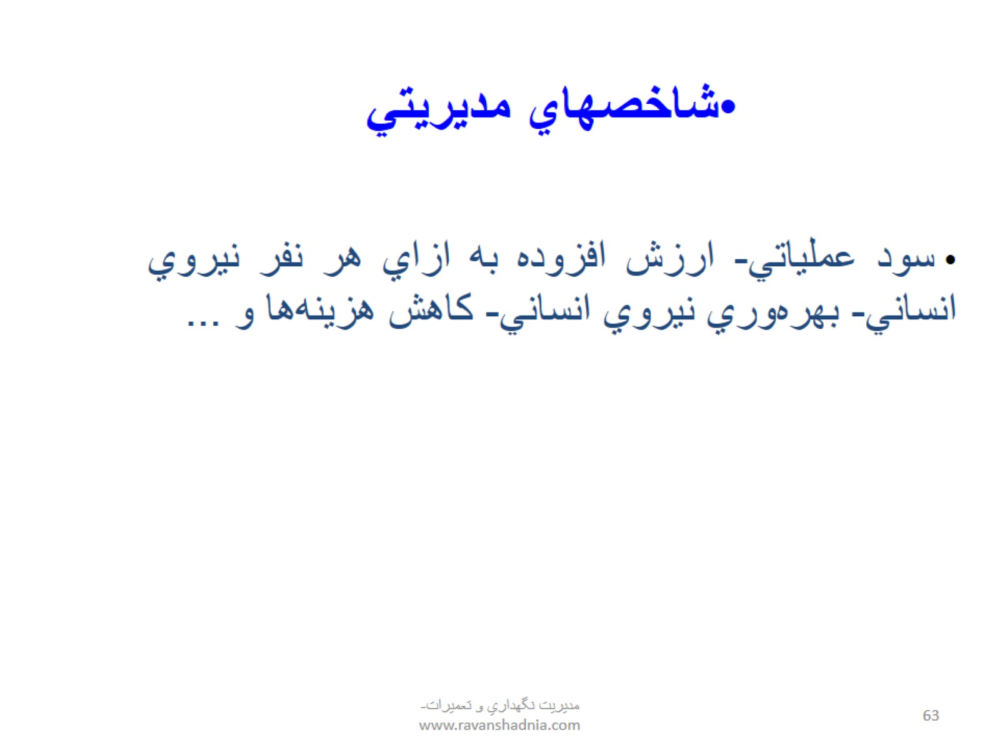 •شاخصهاي مديريتي
• سود عملياتي- ارزش افزوده به ازاي هر نفر نيروي
انساني- بهره‌وري نيروي انساني- كاهش هزينه‌ها و ...
مديريت نگهداري و تعميرات-
www.ravanshadnia.com
63